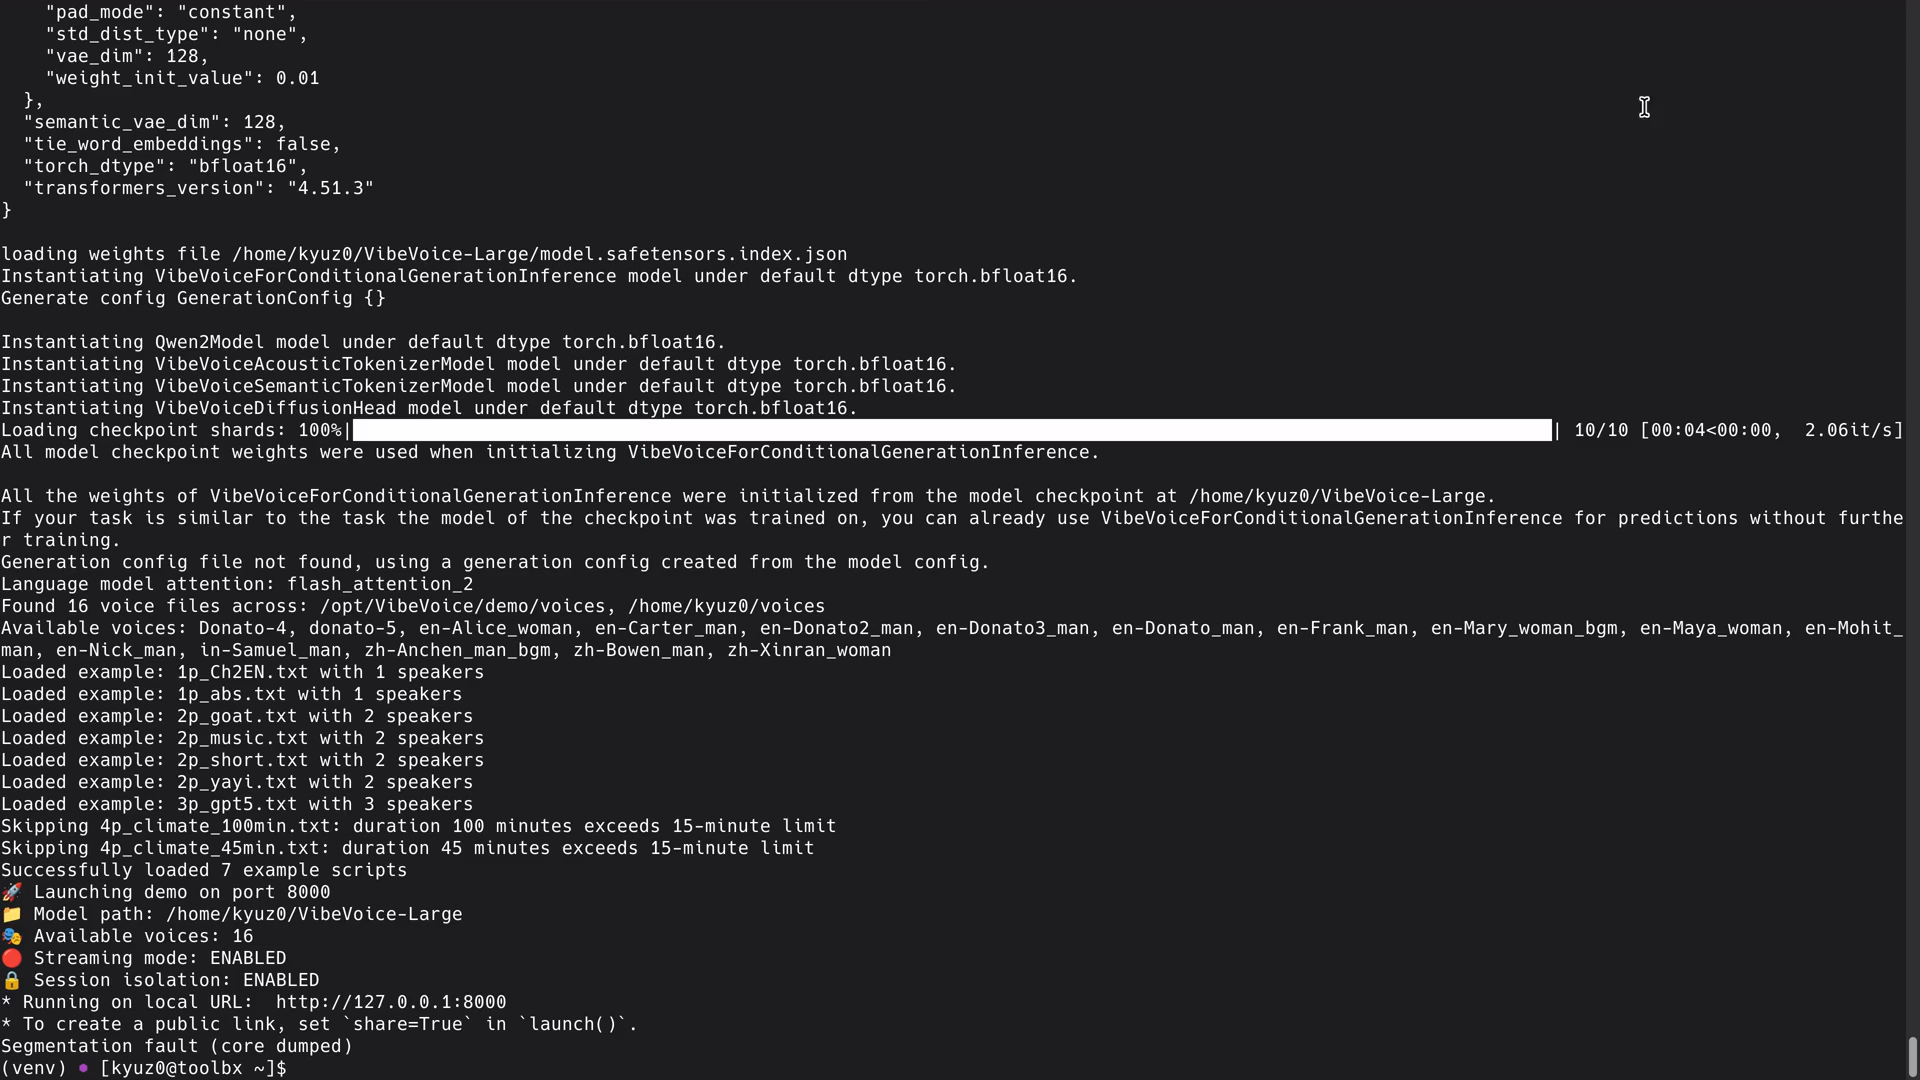 "pad_mode": "constant",
    "std_dist_type": "none",
    "vae_dim": 128,
    "weight_init_value": 0.01
  },
  "semantic_vae_dim": 128,
  "tie_word_embeddings": false,
  "torch_dtype": "bfloat16",
  "transformers_version": "4.51.3"
}

loading weights file /home/kyuz0/VibeVoice-Large/model.safetensors.index.json
Instantiating VibeVoiceForConditionalGenerationInference model under default dtype torch.bfloat16.
Generate config GenerationConfig {}

Instantiating Qwen2Model model under default dtype torch.bfloat16.
Instantiating VibeVoiceAcousticTokenizerModel model under default dtype torch.bfloat16.
Instantiating VibeVoiceSemanticTokenizerModel model under default dtype torch.bfloat16.
Instantiating VibeVoiceDiffusionHead model under default dtype torch.bfloat16.
Loading checkpoint shards: 100%|          | 10/10 [00:04<00:00,  2.06it/s]
All model checkpoint weights were used when initializing VibeVoiceForConditionalGenerationInference.

All the weights of VibeVoiceForConditionalGenerationInference were initialized from the model checkpoint at /home/kyuz0/VibeVoice-Large.
If your task is similar to the task the model of the checkpoint was trained on, you can already use VibeVoiceForConditionalGenerationInference for predictions without furthe
r training.
Generation config file not found, using a generation config created from the model config.
Language model attention: flash_attention_2
Found 16 voice files across: /opt/VibeVoice/demo/voices, /home/kyuz0/voices
Available voices: Donato-4, donato-5, en-Alice_woman, en-Carter_man, en-Donato2_man, en-Donato3_man, en-Donato_man, en-Frank_man, en-Mary_woman_bgm, en-Maya_woman, en-Mohit_
man, en-Nick_man, in-Samuel_man, zh-Anchen_man_bgm, zh-Bowen_man, zh-Xinran_woman
Loaded example: 1p_Ch2EN.txt with 1 speakers
Loaded example: 1p_abs.txt with 1 speakers
Loaded example: 2p_goat.txt with 2 speakers
Loaded example: 2p_music.txt with 2 speakers
Loaded example: 2p_short.txt with 2 speakers
Loaded example: 2p_yayi.txt with 2 speakers
Loaded example: 3p_gpt5.txt with 3 speakers
Skipping 4p_climate_100min.txt: duration 100 minutes exceeds 15-minute limit
Skipping 4p_climate_45min.txt: duration 45 minutes exceeds 15-minute limit
Successfully loaded 7 example scripts
🚀 Launching demo on port 8000
📁 Model path: /home/kyuz0/VibeVoice-Large
🎭 Available voices: 16
🔴 Streaming mode: ENABLED
🔒 Session isolation: ENABLED
* Running on local URL:  http://127.0.0.1:8000
* To create a public link, set `share=True` in `launch()`.
Segmentation fault (core dumped)
(venv) ● [kyuz0@toolbx ~]$